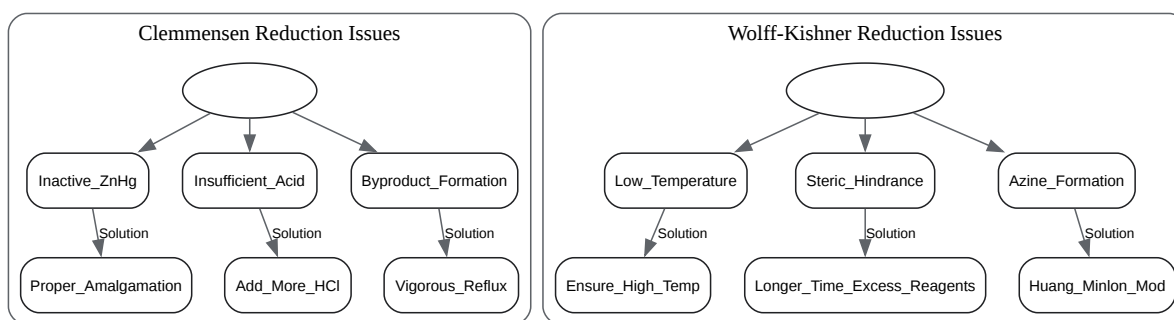 Clemmensen Reduction Issues
Inactive_ZnHg
Insufficient_Acid
Byproduct_Formation
Solution
Solution
Solution
Proper_Amalgamation
Add_More_HCl
Vigorous_Reflux
Wolff-Kishner Reduction Issues
Low_Temperature
Steric_Hindrance
Azine_Formation
Solution
Solution
Solution
Ensure_High_Temp
Longer_Time_Excess_Reagents
Huang_Minlon_Mod